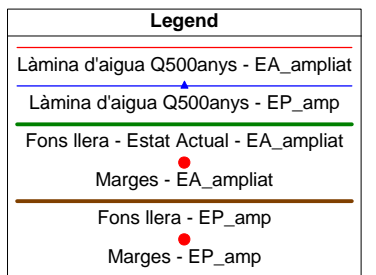 Legend
Làmina d'aigua Q500anys - EA_ampliat
Làmina d'aigua Q500anys - EP_amp
Fons llera - Estat Actual - EA_ampliat
Marges - EA_ampliat
Fons llera - EP_amp
Marges - EP_amp